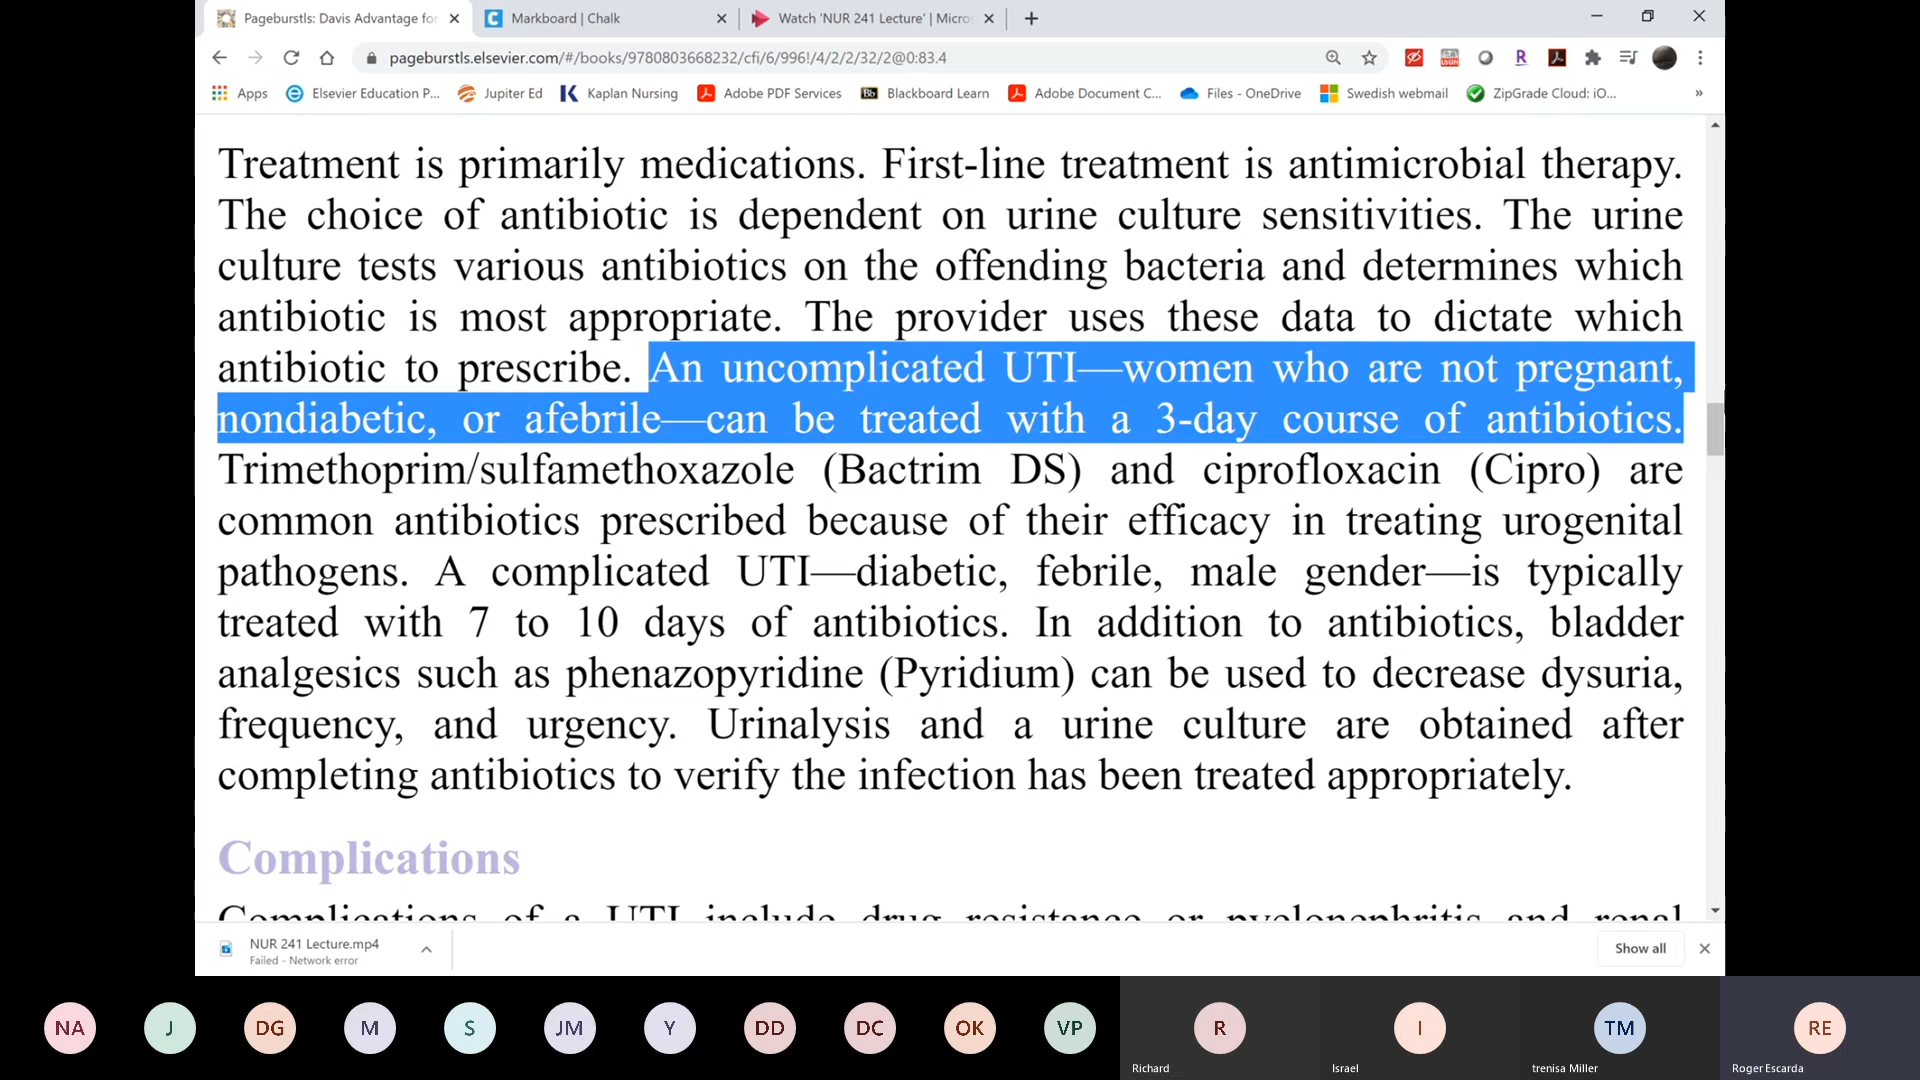 Pageburstls: Davis Advantage for
Markboard | Chalk
Watch 'NUR 241 Lecture' | Micro
pageburstls.elsevier.com/#/books/9780803668232/cfi/6/996!/4/2/2/32/2@0:83.4
Apps
Elsevier Education P...
Jupiter Ed
Kaplan Nursing
Adobe PDF Services
Bb
Blackboard Learn
Adobe Document C...
Files - OneDrive
Swedish webmail
ZipGrade Cloud: iO...
»
Treatment is primarily medications. First-line treatment is antimicrobial therapy.
The choice of antibiotic is dependent on urine culture sensitivities. The urine
culture tests various antibiotics on the offending bacteria and determines which
antibiotic is most appropriate. The provider uses these data to dictate which
antibiotic to prescribe. An uncomplicated UTI—women who are not pregnant,
nondiabetic, or afebrile—can be treated with a 3-day course of antibiotics.
Trimethoprim/sulfamethoxazole (Bactrim DS) and ciprofloxacin (Cipro) are
common antibiotics prescribed because of their efficacy in treating urogenital
pathogens. A complicated UTI—diabetic, febrile, male gender—is typically
treated with 7 to 10 days of antibiotics. In addition to antibiotics, bladder
analgesics such as phenazopyridine (Pyridium) can be used to decrease dysuria,
frequency, and urgency. Urinalysis and a urine culture are obtained after
completing antibiotics to verify the infection has been treated appropriately.
Complications
Complications of a UTI include drug resistance or pyelonephritis and renal
NUR 241 Lecture.mp4
Failed - Network error
Show all
NA
J
DG
M
S
JM
Y
DD
DC
OK
VP
R
I
TM
RE
Richard
Israel
trenisa Miller
Roger Escarda